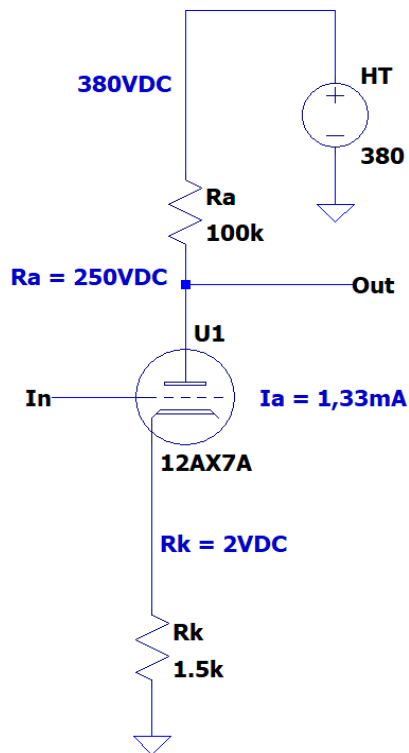 HT
380VDC
+
−
380
Ra
100k
Ra = 250VDC
Out
U1
In
Ia = 1,33mA
12AX7A
Rk = 2VDC
Rk
1.5k